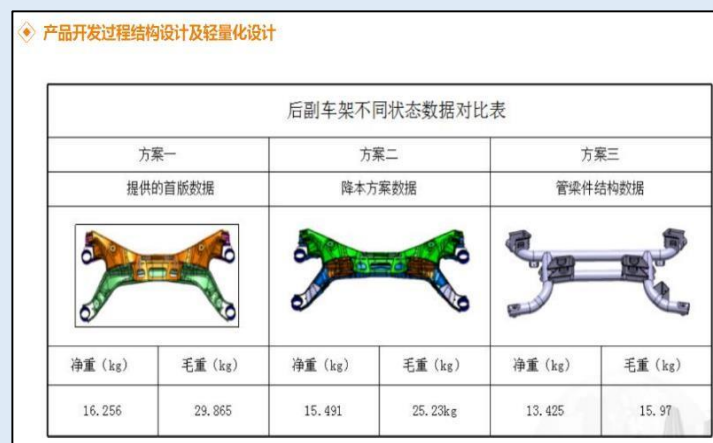 产品开发过程结构设计及轻量化设计
后副车架不同状态数据对比表
方案一 方案二 方案三
提供的首版数据 降本方案数据 管梁件结构数据
净重（kg） 毛重（kg） 净重（kg） 毛重（kg） 净重（kg） 毛重（kg）
16.256 29.865 15.491 25.23kg 13.425 15.97